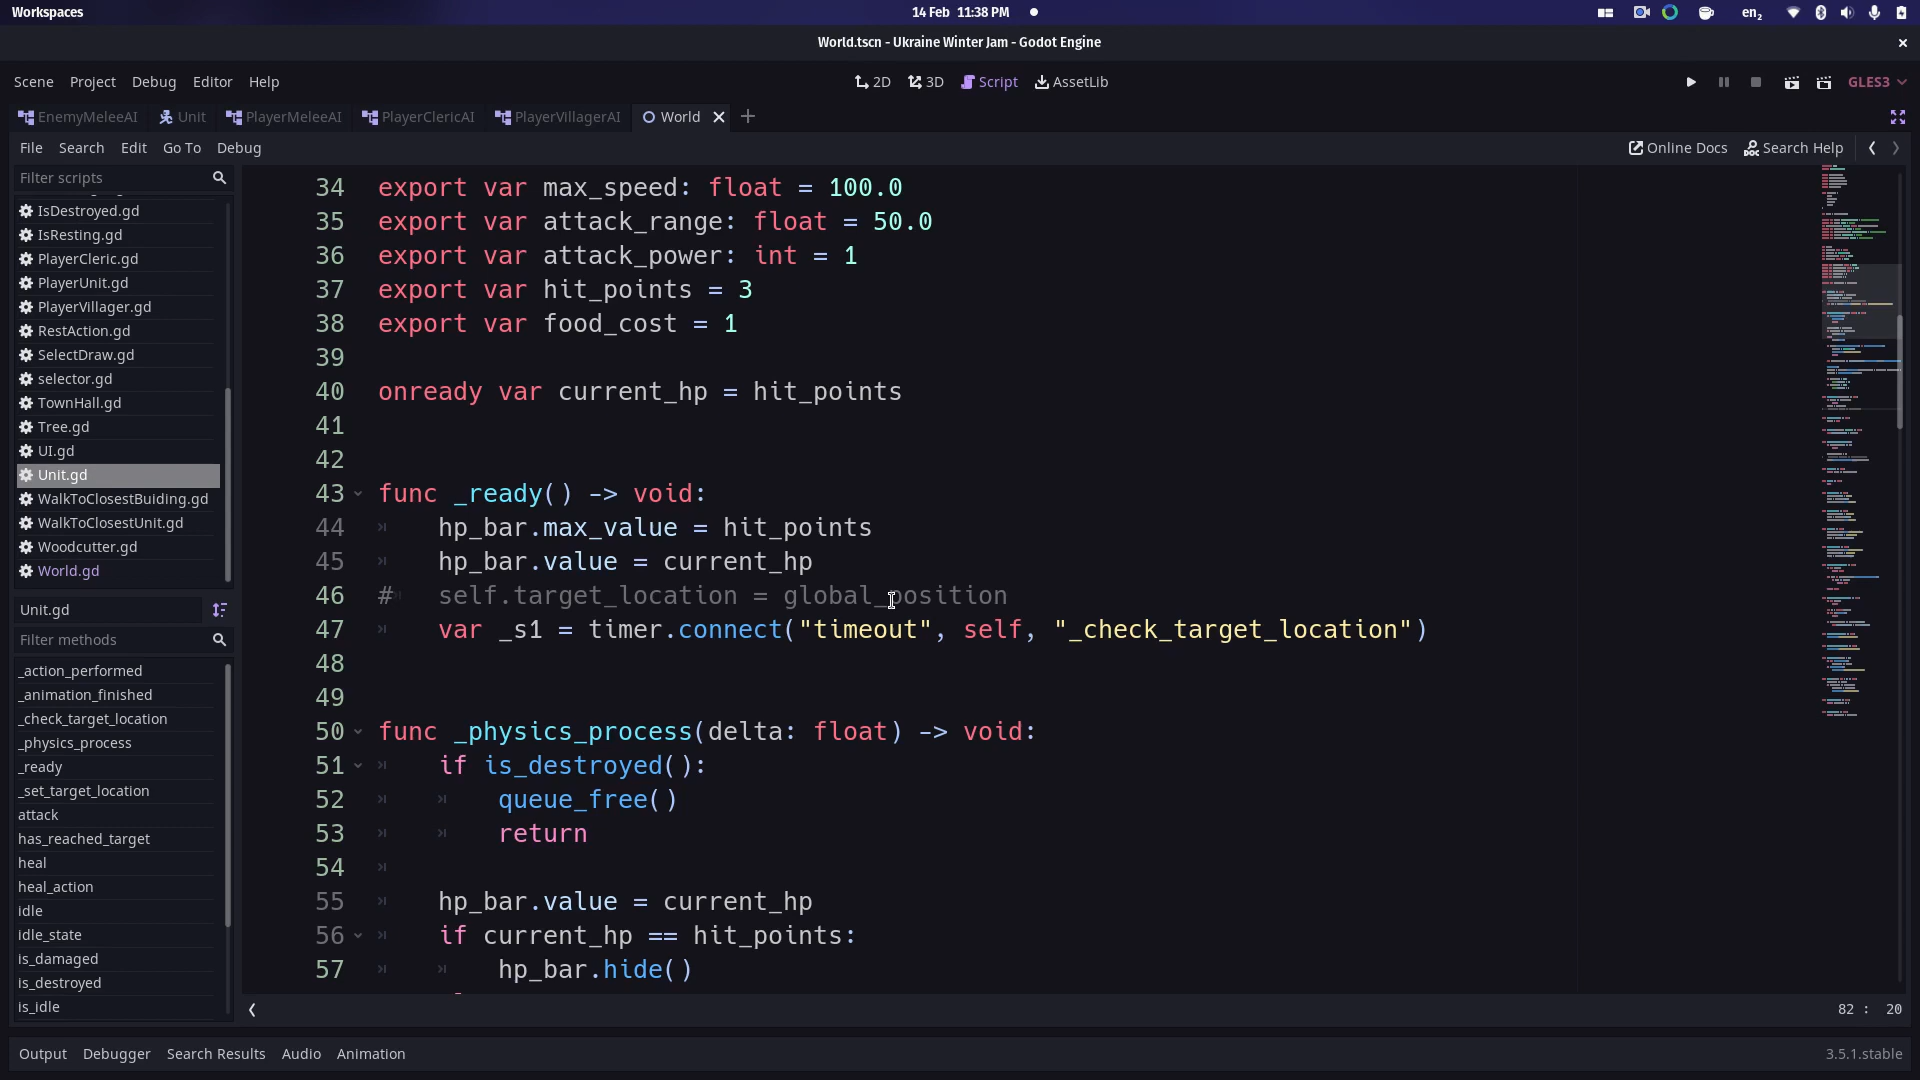 Workspaces
14 Feb 11:38 PM
en₂
World.tscn - Ukraine Winter Jam - Godot Engine
Scene Project Debug Editor Help
2D 3D Script AssetLib
GLES3
EnemyMeleeAI Unit PlayerMeleeAI PlayerClericAI PlayerVillagerAI World
File Search Edit Go To Debug
Online Docs Search Help
Filter scripts
IsDestroyed.gd
IsResting.gd
PlayerCleric.gd
PlayerUnit.gd
PlayerVillager.gd
RestAction.gd
SelectDraw.gd
selector.gd
TownHall.gd
Tree.gd
UI.gd
Unit.gd
WalkToClosestBuiding.gd
WalkToClosestUnit.gd
Woodcutter.gd
World.gd
Unit.gd
Filter methods
_action_performed
_animation_finished
_check_target_location
_physics_process
_ready
_set_target_location
attack
has_reached_target
heal
heal_action
idle
idle_state
is_damaged
is_destroyed
is_idle
34 export var max_speed: float = 100.0
35 export var attack_range: float = 50.0
36 export var attack_power: int = 1
37 export var hit_points = 3
38 export var food_cost = 1
39
40 onready var current_hp = hit_points
41
42
43 func _ready() -> void:
44 hp_bar.max_value = hit_points
45 hp_bar.value = current_hp
46 # self.target_location = global_position
47 var _s1 = timer.connect("timeout", self, "_check_target_location")
48
49
50 func _physics_process(delta: float) -> void:
51 if is_destroyed():
52 queue_free()
53 return
54
55 hp_bar.value = current_hp
56 if current_hp == hit_points:
57 hp_bar.hide()
82 : 20
Output Debugger Search Results Audio Animation
3.5.1.stable